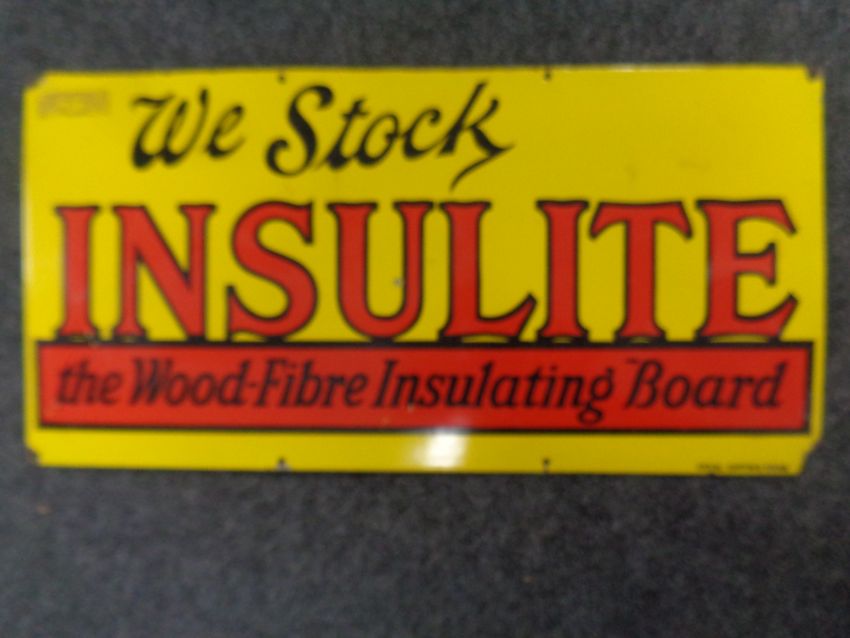 We Stock
INSULITE
the Wood-Fibre Insulating Board